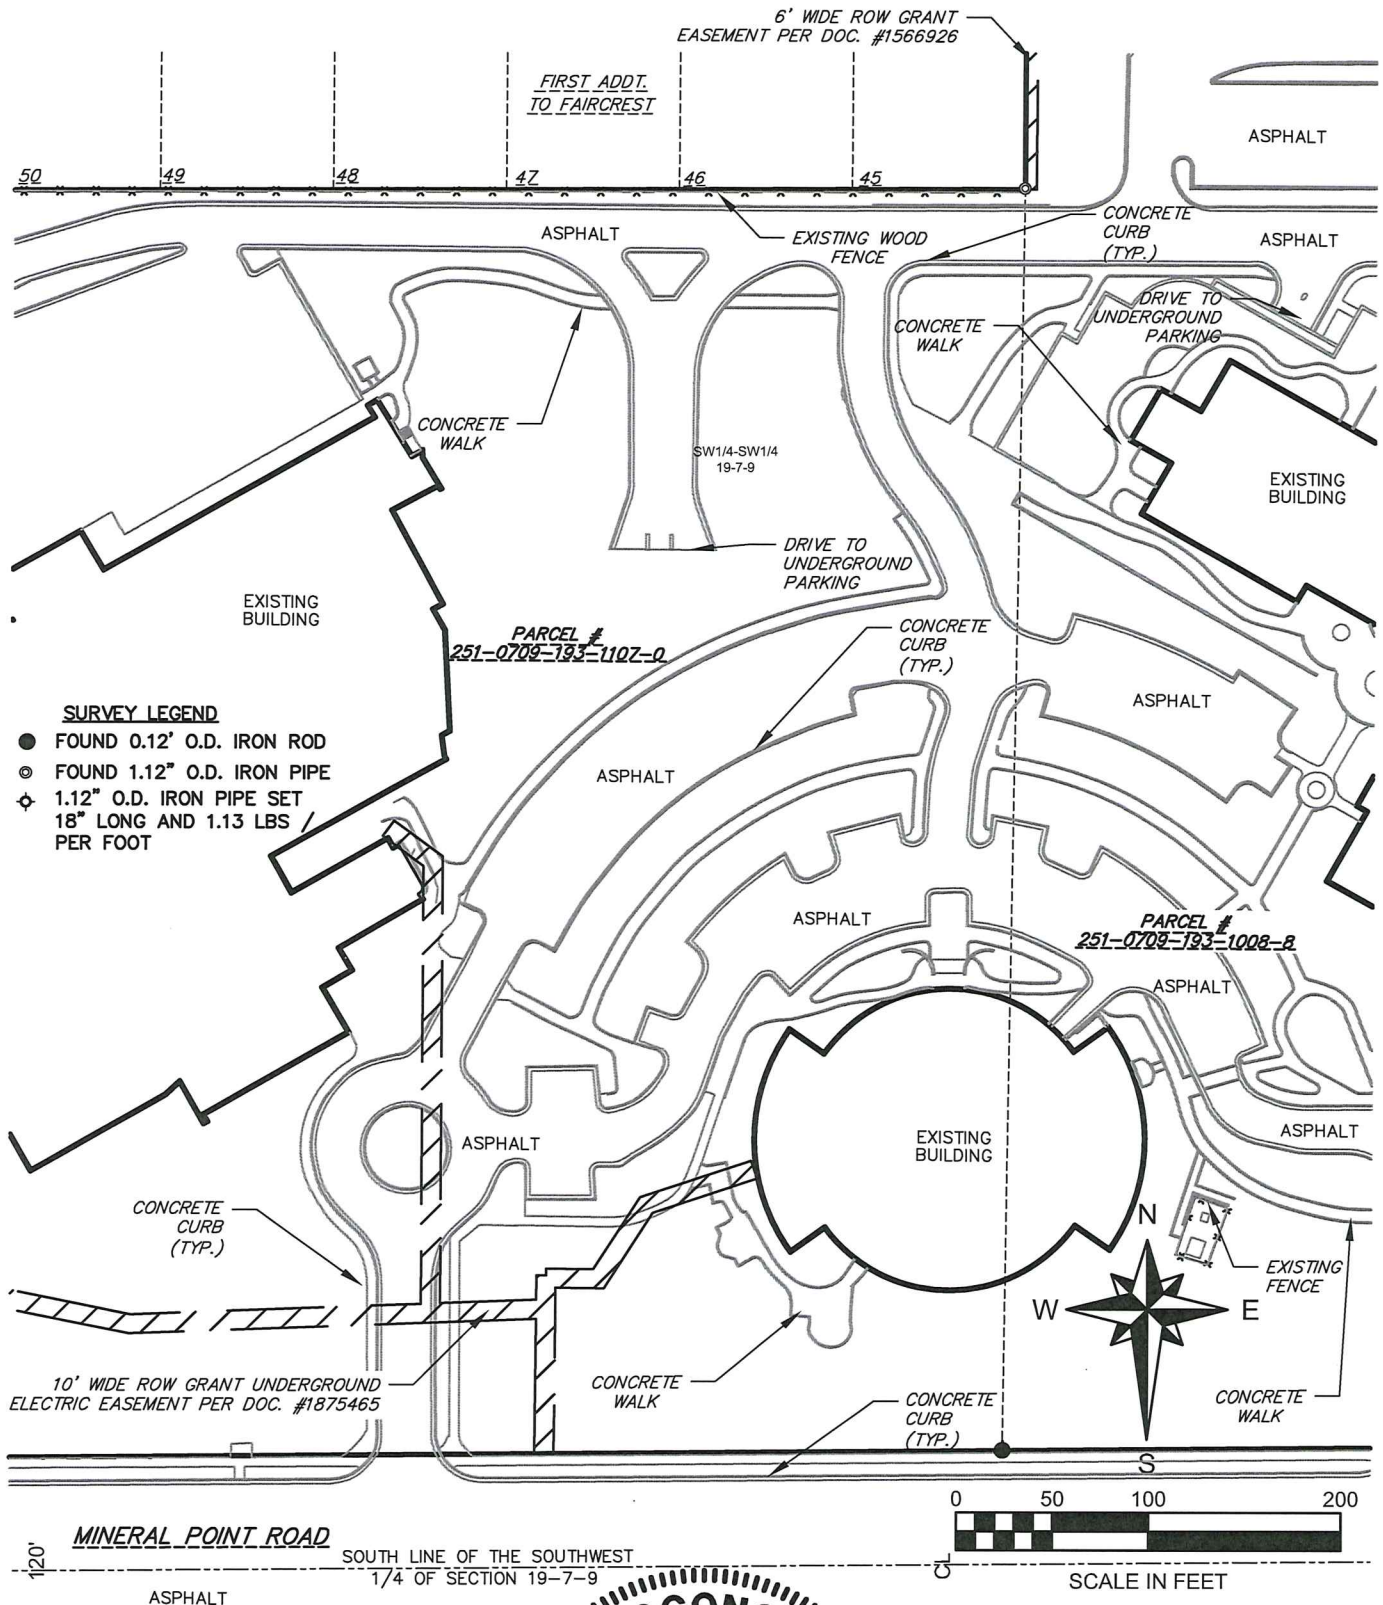 6' WIDE ROW GRANT
EASEMENT PER DOC. #1566926
FIRST ADDT.
TO FAIRCREST
ASPHALT
50
49
48
47
46
45
ASPHALT
EXISTING WOOD
FENCE
CONCRETE
CURB
(TYP.)
ASPHALT
DRIVE TO
UNDERGROUND
PARKING
CONCRETE
WALK
CONCRETE
WALK
SW1/4-SW1/4
19-7-9
EXISTING
BUILDING
DRIVE TO
UNDERGROUND
PARKING
EXISTING
BUILDING
PARCEL #
251-0709-193-1107-0
CONCRETE
CURB
(TYP.)
ASPHALT
SURVEY LEGEND
FOUND 0.12' O.D. IRON ROD
FOUND 1.12" O.D. IRON PIPE
1.12" O.D. IRON PIPE SET
18" LONG AND 1.13 LBS /
PER FOOT
ASPHALT
ASPHALT
PARCEL #
251-0709-193-1008-8
ASPHALT
ASPHALT
EXISTING
BUILDING
ASPHALT
CONCRETE
CURB
(TYP.)
N
W
E
S
EXISTING
FENCE
10' WIDE ROW GRANT UNDERGROUND
ELECTRIC EASEMENT PER DOC. #1875465
CONCRETE
WALK
CONCRETE
CURB
(TYP.)
CONCRETE
WALK
0 50 100 200
SCALE IN FEET
MINERAL POINT ROAD
120'
SOUTH LINE OF THE SOUTHWEST
1/4 OF SECTION 19-7-9
CL
ASPHALT